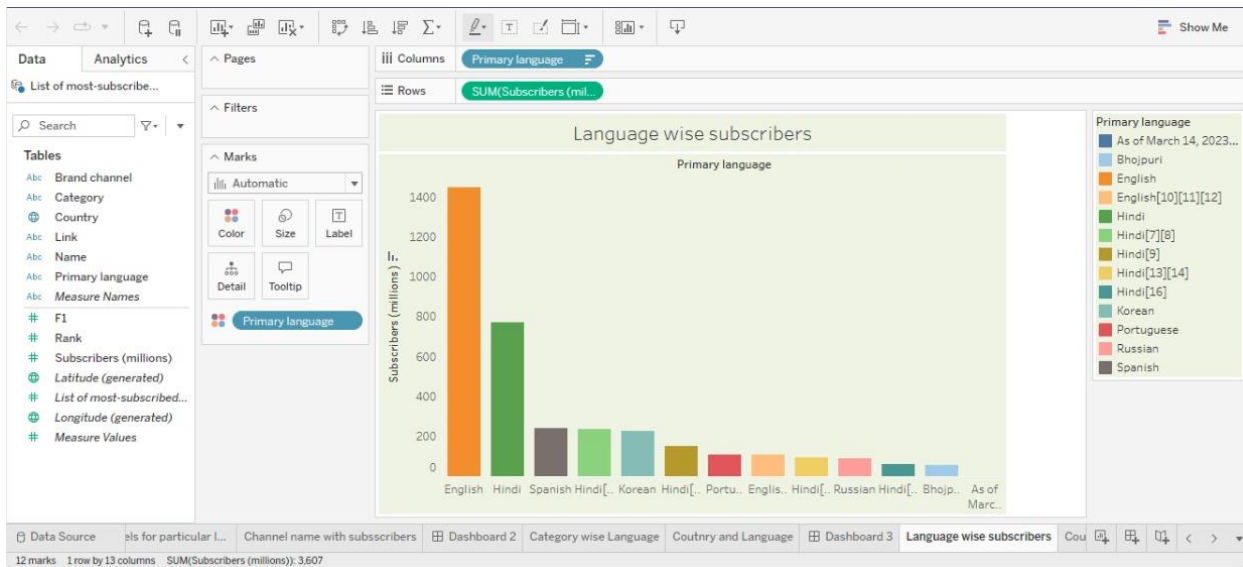 Show Me
Data
Analytics
List of most-subscribe...
Search
Tables
Abc Brand channel
Abc Category
Country
Abc Link
Abc Name
Abc Primary language
Abc Measure Names
# F1
# Rank
# Subscribers (millions)
Latitude (generated)
# List of most-subscribed...
Longitude (generated)
# Measure Values
Pages
Filters
Marks
Automatic
Color Size Label
Detail Tooltip
Primary language
Columns Primary language
Rows SUM(Subscribers (mil...
Language wise subscribers
Primary language
Subscribers (millions)
1400
1200
1000
800
600
400
200
0
English Hindi Spanish Hindi[.. Korean Hindi[.. Portu.. Englis.. Hindi[.. Russian Hindi[.. Bhojp.. As of
Marc..
Primary language
As of March 14, 2023...
Bhojpuri
English
English[10][11][12]
Hindi
Hindi[7][8]
Hindi[9]
Hindi[13][14]
Hindi[16]
Korean
Portuguese
Russian
Spanish
Data Source els for particular l... Channel name with subsscribers Dashboard 2 Category wise Language Coutnry and Language Dashboard 3 Language wise subscribers Cou
12 marks 1 row by 13 columns SUM(Subscribers (millions)): 3,607